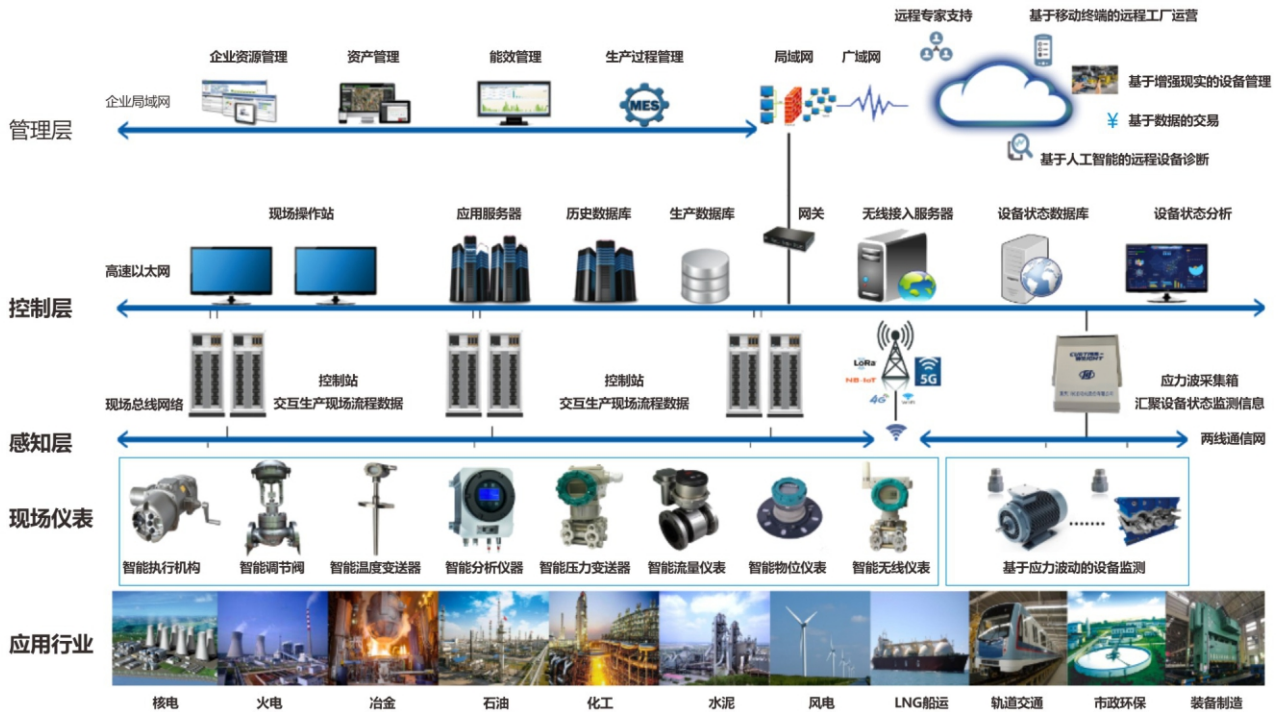 远程专家支持
基于移动终端的远程工厂运营
企业资源管理
资产管理
能效管理
生产过程管理
局域网
广域网
基于增强现实的设备管理
企业局域网
MES
管理层
¥ 基于数据的交易
基于人工智能的远程设备诊断
现场操作站
应用服务器
历史数据库
生产数据库
网关
无线接入服务器
设备状态数据库
设备状态分析
高速以太网
控制层
LoRa
5G
NB-IoT
4G
WiFi
CURTISS-WRIGHT
控制站
交互生产现场流程数据
控制站
交互生产现场流程数据
应力波采集箱
汇聚设备状态监测信息
现场总线网络
感知层
两线通信网
现场仪表
智能执行机构
智能调节阀
智能温度变送器
智能分析仪器
智能压力变送器
智能流量仪表
智能物位仪表
智能无线仪表
基于应力波动的设备监测
应用行业
核电
火电
冶金
石油
化工
水泥
风电
LNG船运
轨道交通
市政环保
装备制造